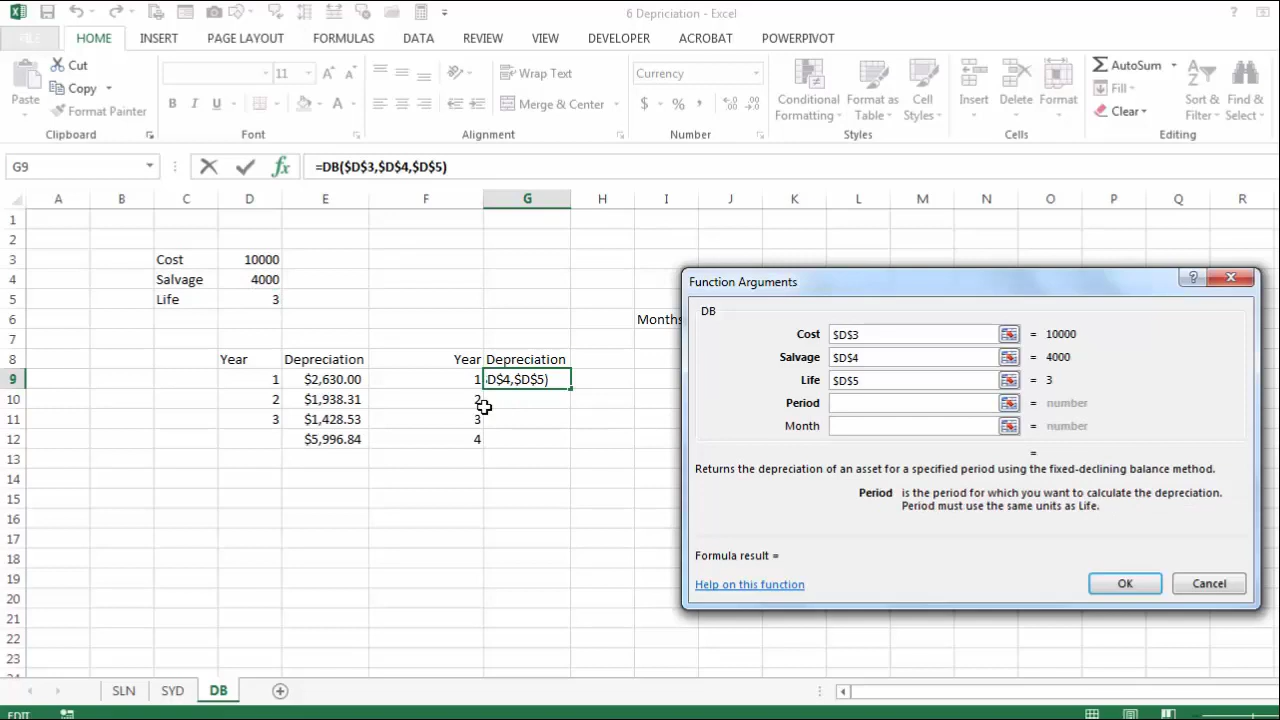 6 Depriciation - Excel
FILE HOME INSERT PAGE LAYOUT FORMULAS DATA REVIEW VIEW DEVELOPER ACROBAT POWERPIVOT
Cut
Copy
Format Painter
Paste
Clipboard
11
B I U
Font
Wrap Text
Merge & Center
Alignment
Currency
$ % ,
Number
Conditional Formatting
Format as Table
Cell Styles
Styles
Insert Delete Format
Cells
AutoSum
Fill
Clear
Sort & Filter
Find & Select
Editing
G9 =DB($D$3,$D$4,$D$5)
A B C D E F G H I J K L M N O P Q R
1
2
3 Cost 10000
4 Salvage 4000
5 Life 3
6 Months
7
8 Year Depreciation Year Depreciation
9 1 $2,630.00 1 D$4,$D$5)
10 2 $1,938.31 2
11 3 $1,428.53 3
12 $5,996.84 4
13
14
15
16
17
18
19
20
21
22
23
Function Arguments
DB
Cost $D$3 = 10000
Salvage $D$4 = 4000
Life $D$5 = 3
Period = number
Month = number
=
Returns the depreciation of an asset for a specified period using the fixed-declining balance method.
Period is the period for which you want to calculate the depreciation.
Period must use the same units as Life.
Formula result =
Help on this function
OK Cancel
SLN SYD DB
EDIT